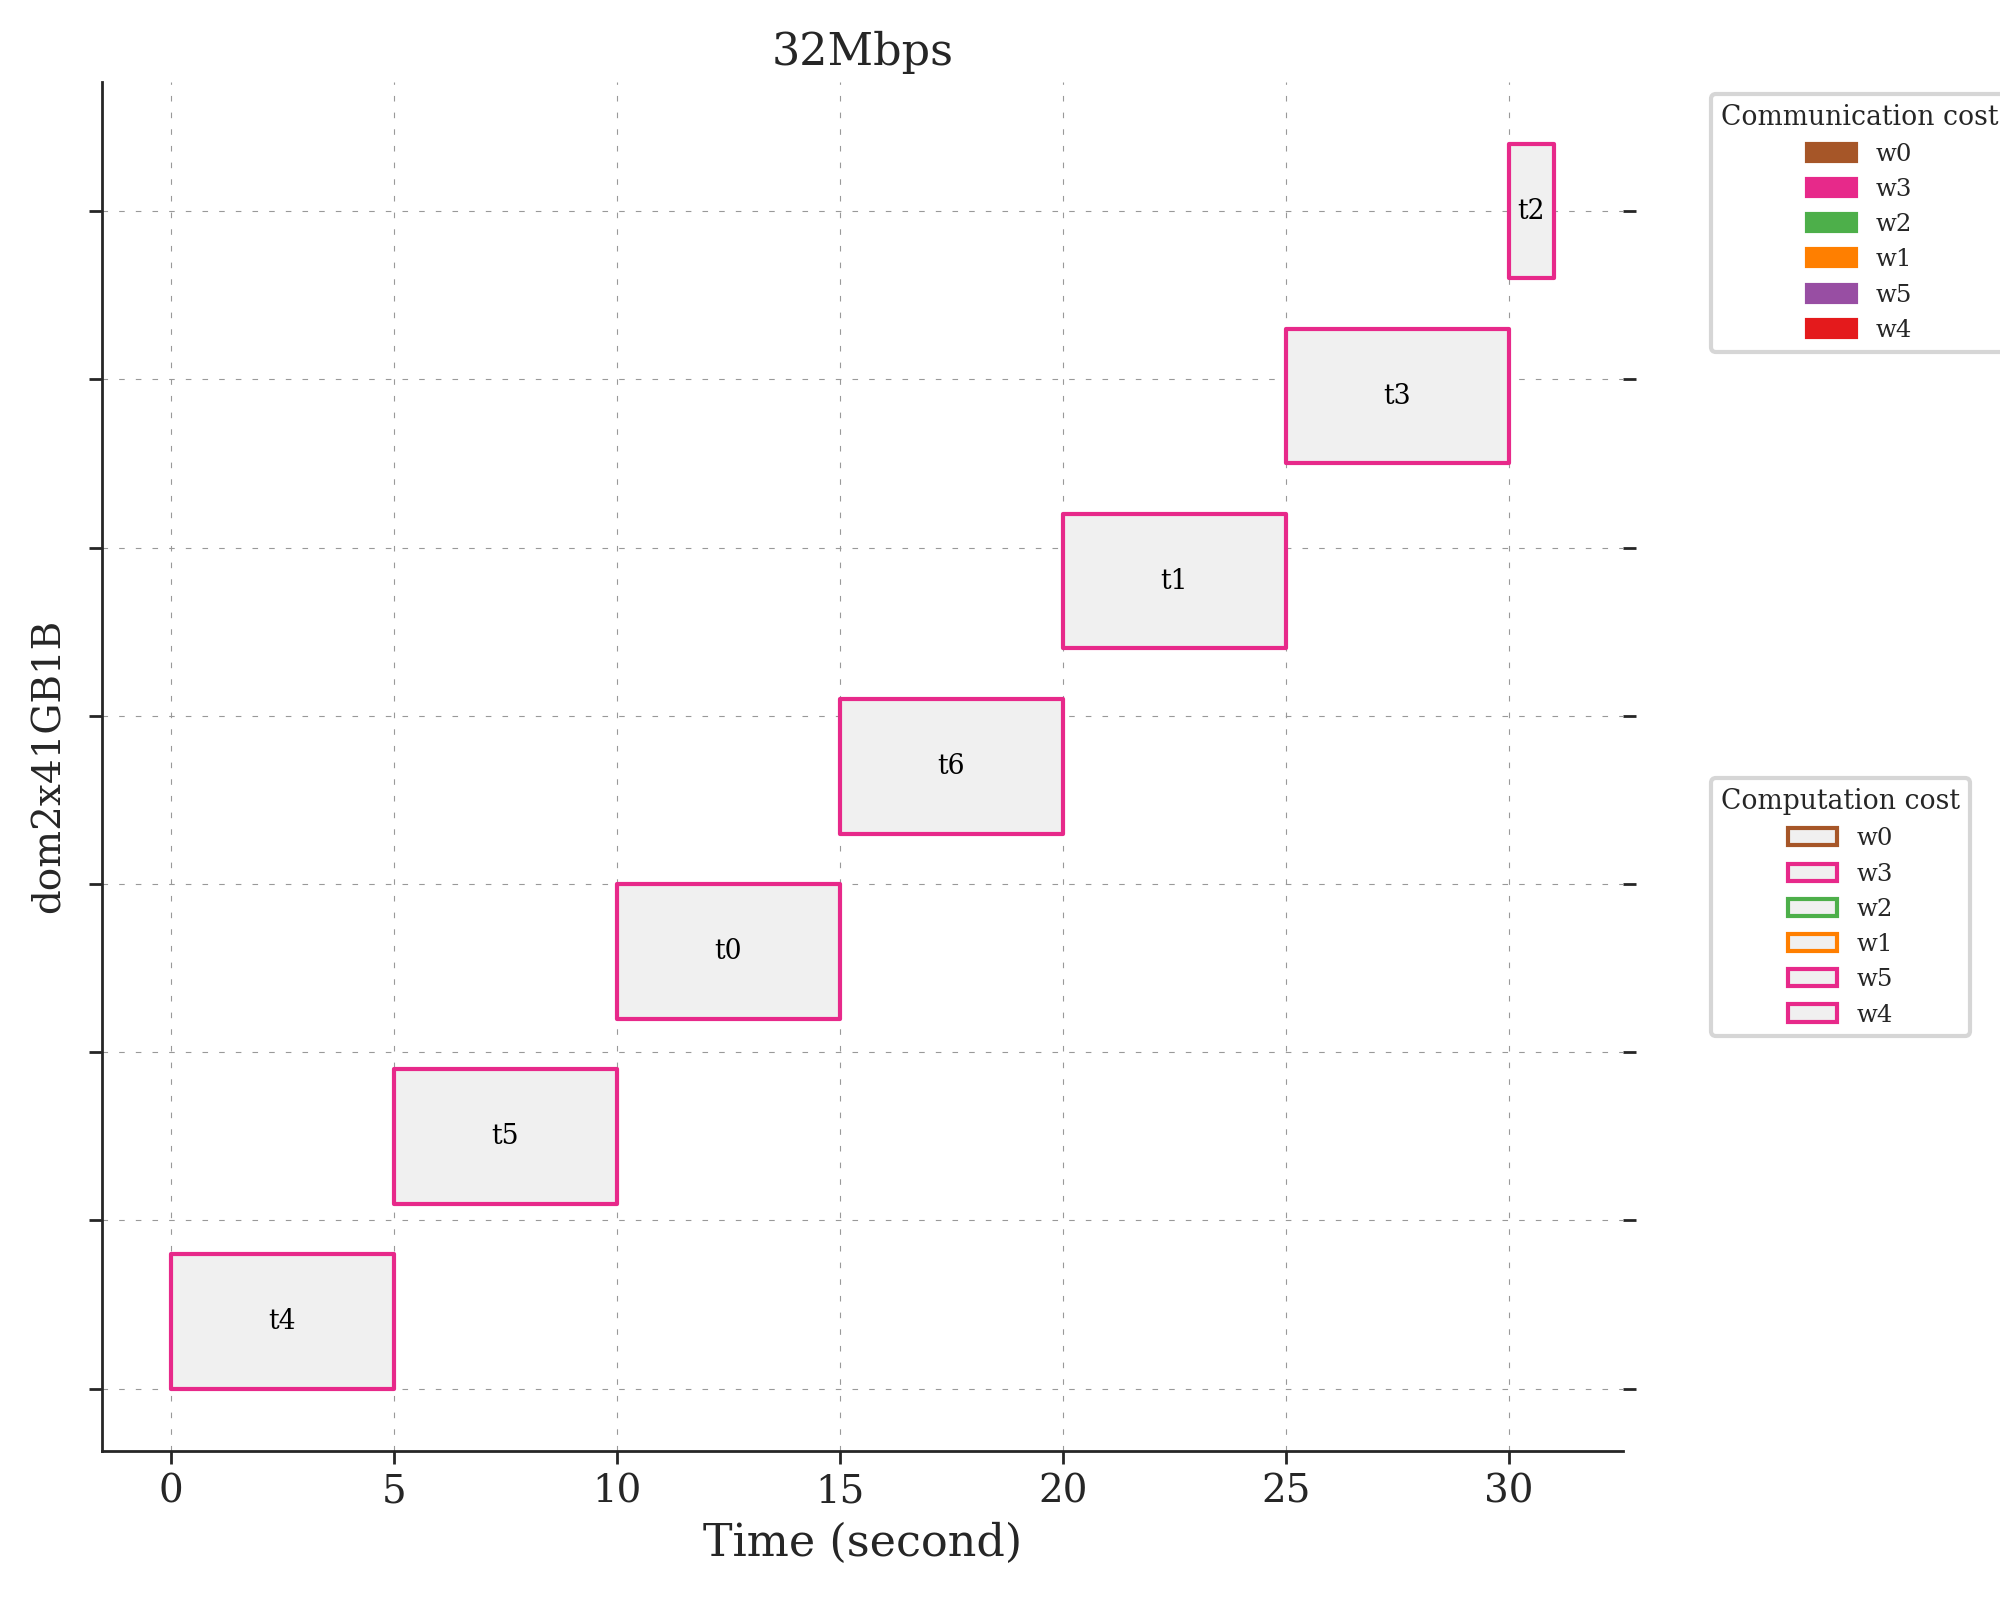 32Mbps
Communication cost
w0
w3
w2
w1
w5
w4
t2
t3
t1
t6
t0
t5
t4
dom2x41GB1B
Computation cost
w0
w3
w2
w1
w5
w4
0 5 10 15 20 25 30
Time (second)